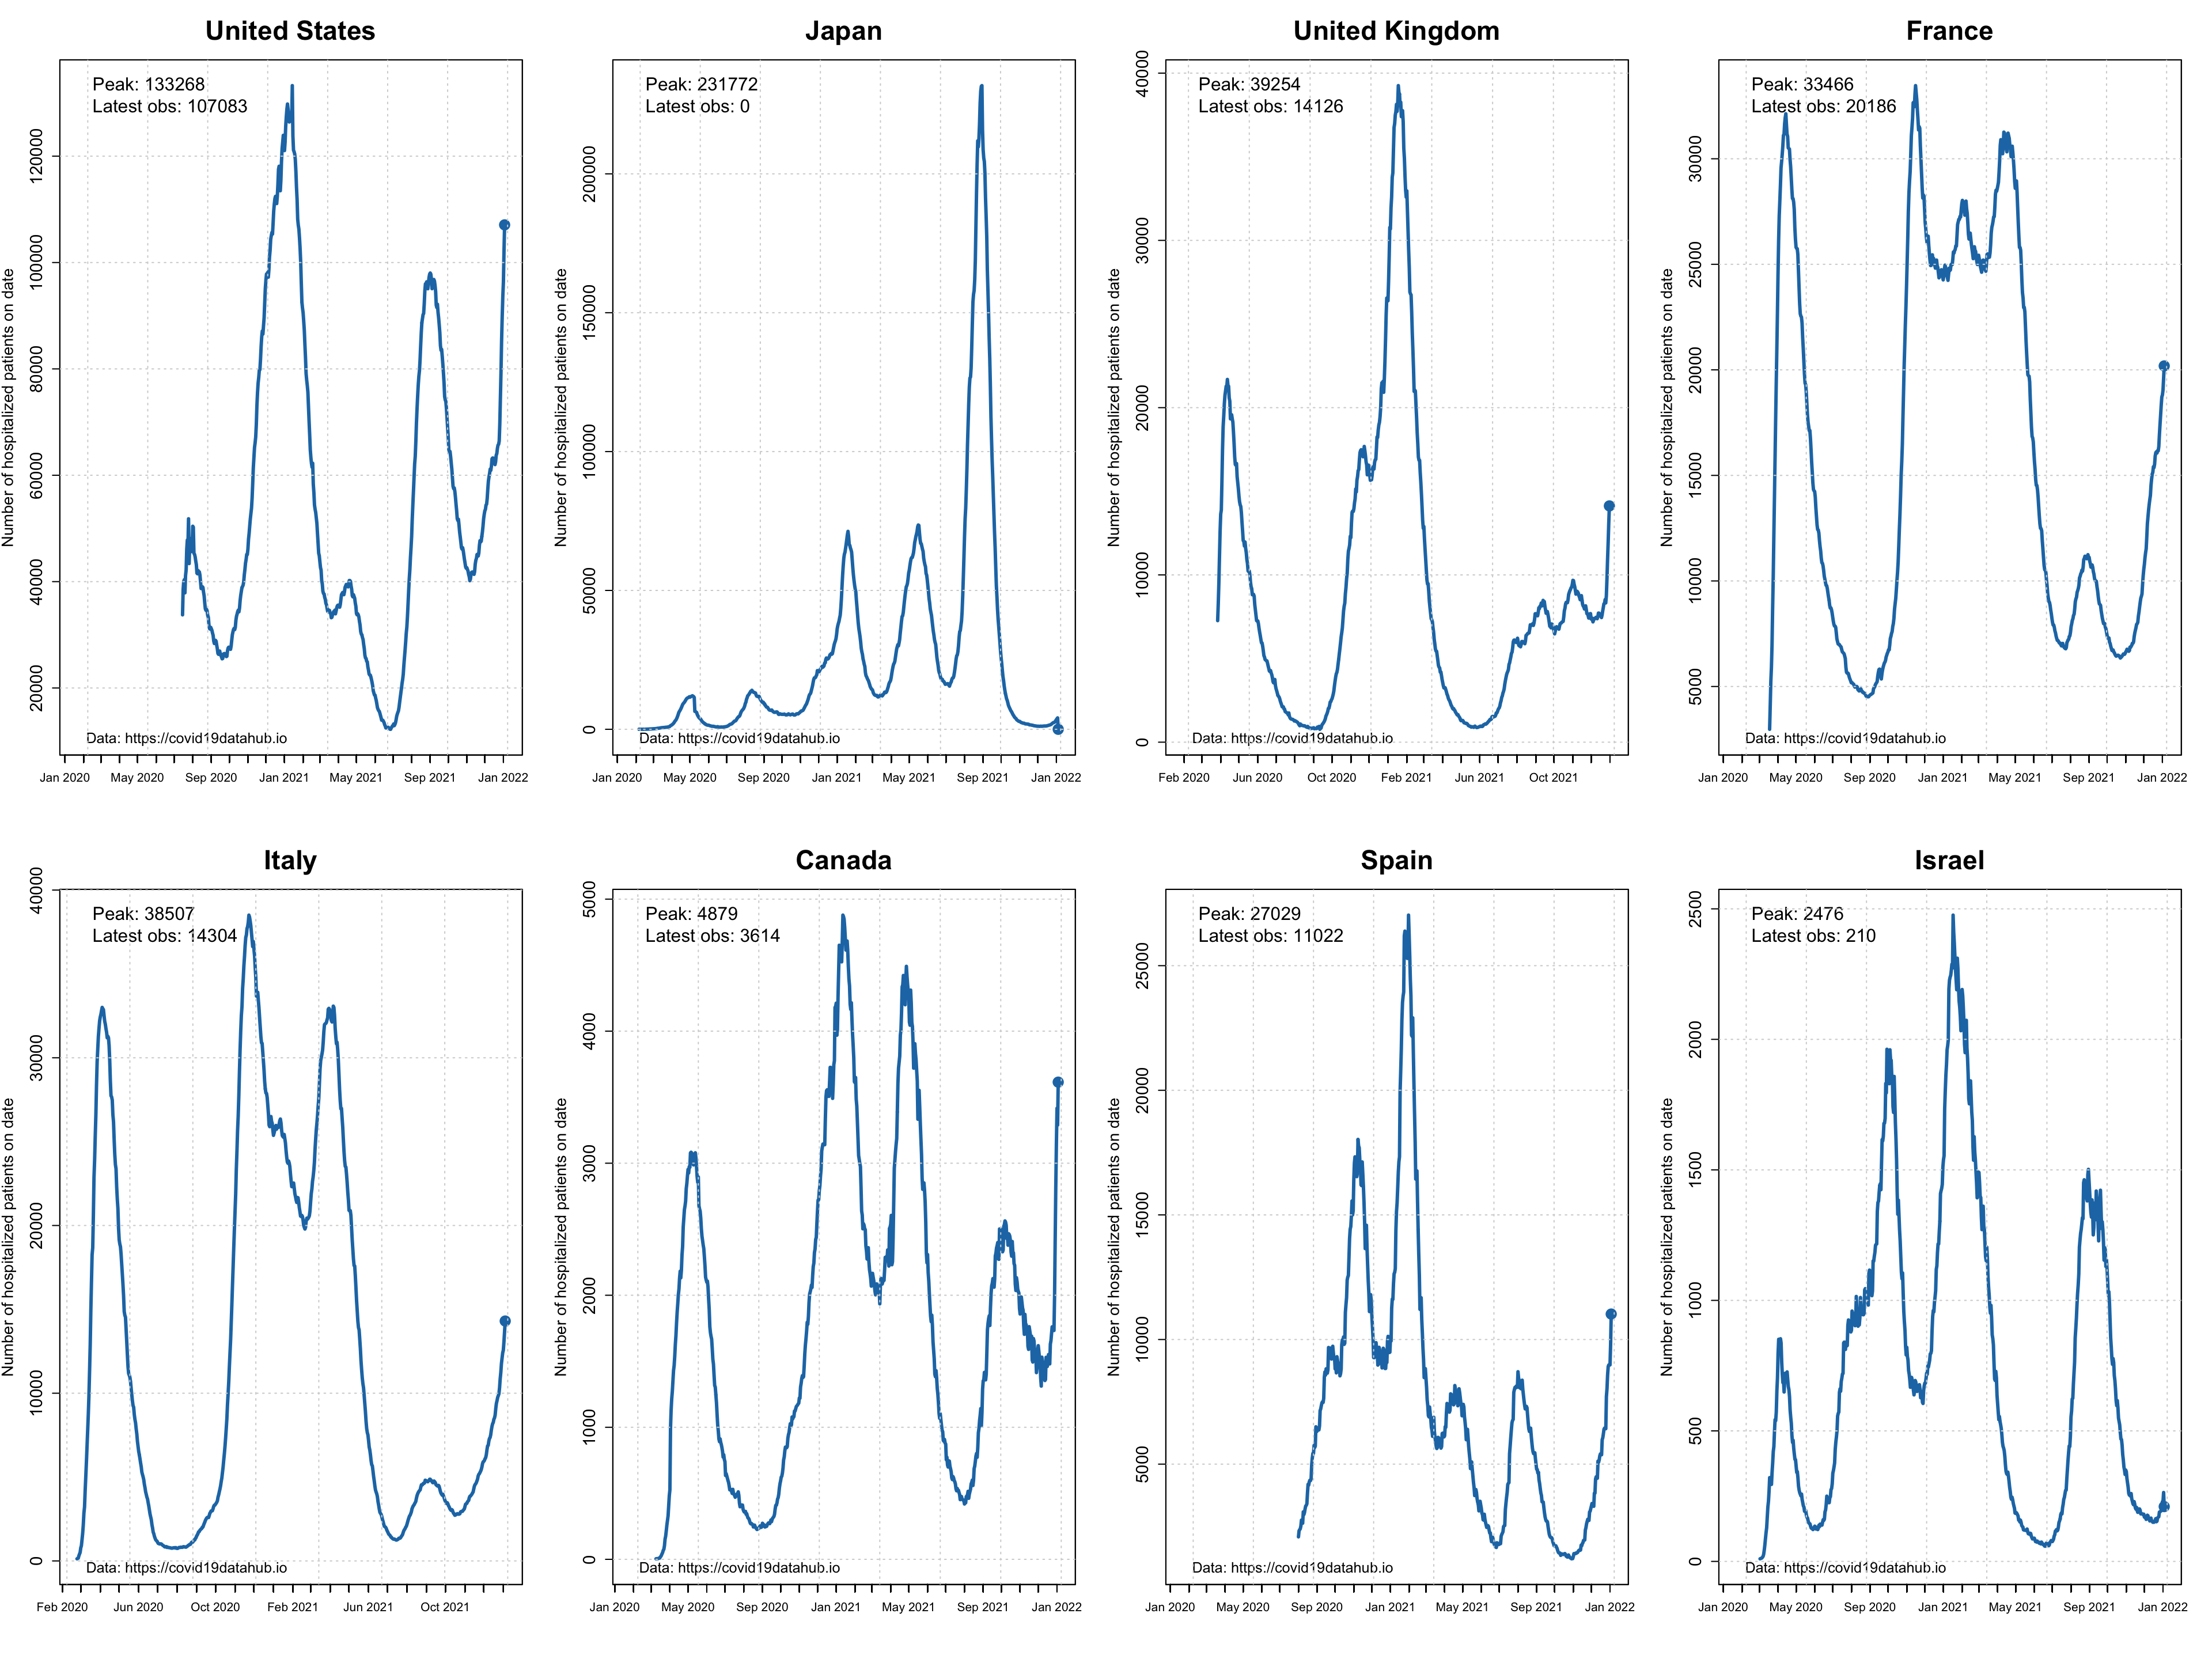 United States
Peak: 133268
Latest obs: 107083
Number of hospitalized patients on date
120000
100000
80000
60000
40000
20000
Data: https://covid19datahub.io
Jan 2020 May 2020 Sep 2020 Jan 2021 May 2021 Sep 2021 Jan 2022
Japan
Peak: 231772
Latest obs: 0
Number of hospitalized patients on date
200000
150000
100000
50000
0
Data: https://covid19datahub.io
Jan 2020 May 2020 Sep 2020 Jan 2021 May 2021 Sep 2021 Jan 2022
United Kingdom
Peak: 39254
Latest obs: 14126
Number of hospitalized patients on date
40000
30000
20000
10000
0
Data: https://covid19datahub.io
Feb 2020 Jun 2020 Oct 2020 Feb 2021 Jun 2021 Oct 2021
France
Peak: 33466
Latest obs: 20186
Number of hospitalized patients on date
30000
25000
20000
15000
10000
5000
Data: https://covid19datahub.io
Jan 2020 May 2020 Sep 2020 Jan 2021 May 2021 Sep 2021 Jan 2022
Italy
Peak: 38507
Latest obs: 14304
Number of hospitalized patients on date
40000
30000
20000
10000
0
Data: https://covid19datahub.io
Feb 2020 Jun 2020 Oct 2020 Feb 2021 Jun 2021 Oct 2021
Canada
Peak: 4879
Latest obs: 3614
Number of hospitalized patients on date
5000
4000
3000
2000
1000
0
Data: https://covid19datahub.io
Jan 2020 May 2020 Sep 2020 Jan 2021 May 2021 Sep 2021 Jan 2022
Spain
Peak: 27029
Latest obs: 11022
Number of hospitalized patients on date
25000
20000
15000
10000
5000
Data: https://covid19datahub.io
Jan 2020 May 2020 Sep 2020 Jan 2021 May 2021 Sep 2021 Jan 2022
Israel
Peak: 2476
Latest obs: 210
Number of hospitalized patients on date
2500
2000
1500
1000
500
0
Data: https://covid19datahub.io
Jan 2020 May 2020 Sep 2020 Jan 2021 May 2021 Sep 2021 Jan 2022